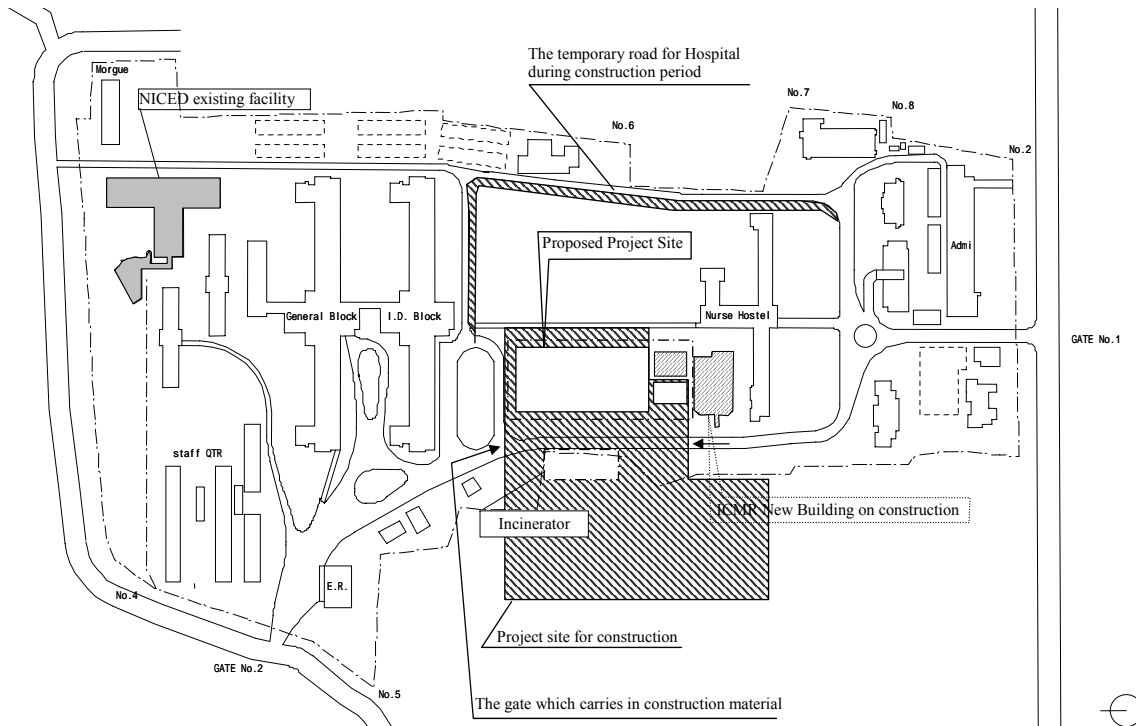 The temporary road for Hospital
during construction period
Morgue
NICED existing facility
No.7
No.8
No.6
No.2
Proposed Project Site
Admi
General Block
I.D. Block
Nurse Hostel
GATE No.1
staff QTR
ICMR New Building on construction
Incinerator
E.R.
No.4
Project site for construction
GATE No.2
No.5
The gate which carries in construction material